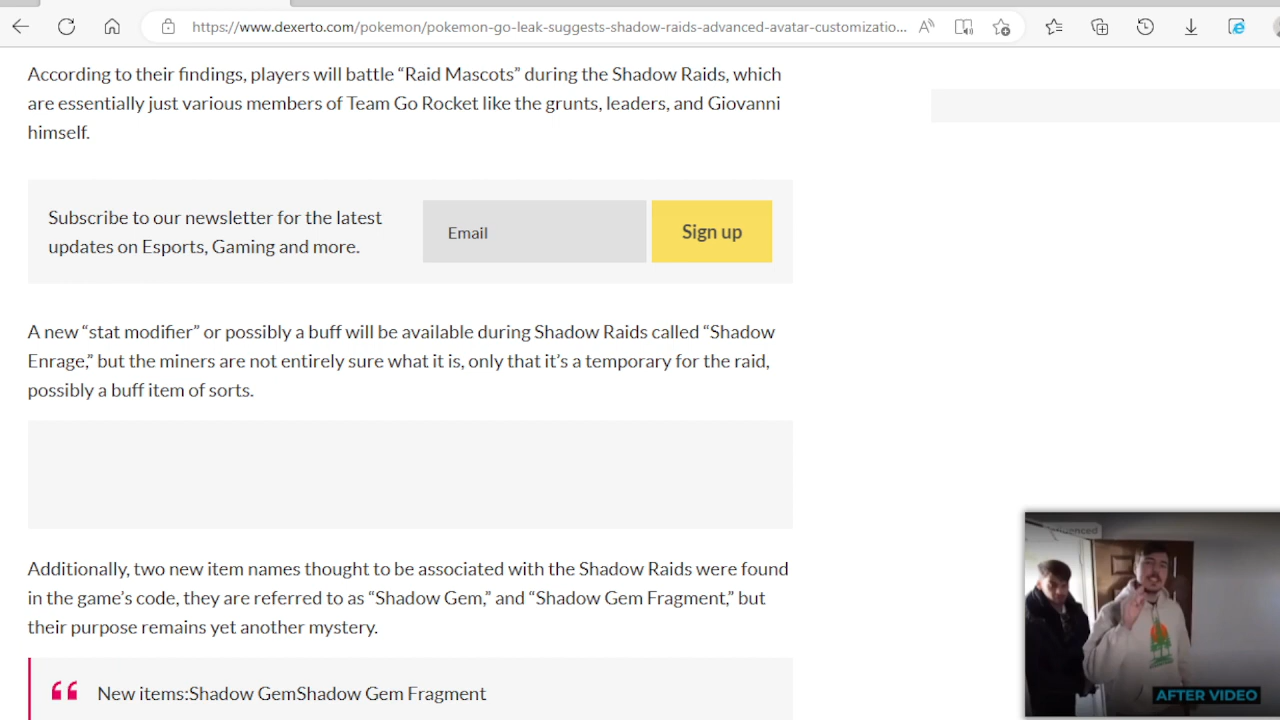 https://www.dexerto.com/pokemon/pokemon-go-leak-suggests-shadow-raids-advanced-avatar-customizatio...
According to their findings, players will battle “Raid Mascots” during the Shadow Raids, which
are essentially just various members of Team Go Rocket like the grunts, leaders, and Giovanni
himself.
Subscribe to our newsletter for the latest
updates on Esports, Gaming and more.
Email
Sign up
A new “stat modifier” or possibly a buff will be available during Shadow Raids called “Shadow
Enrage,” but the miners are not entirely sure what it is, only that it’s a temporary for the raid,
possibly a buff item of sorts.
Additionally, two new item names thought to be associated with the Shadow Raids were found
in the game’s code, they are referred to as “Shadow Gem,” and “Shadow Gem Fragment,” but
their purpose remains yet another mystery.
New items:Shadow GemShadow Gem Fragment
AFTER VIDEO